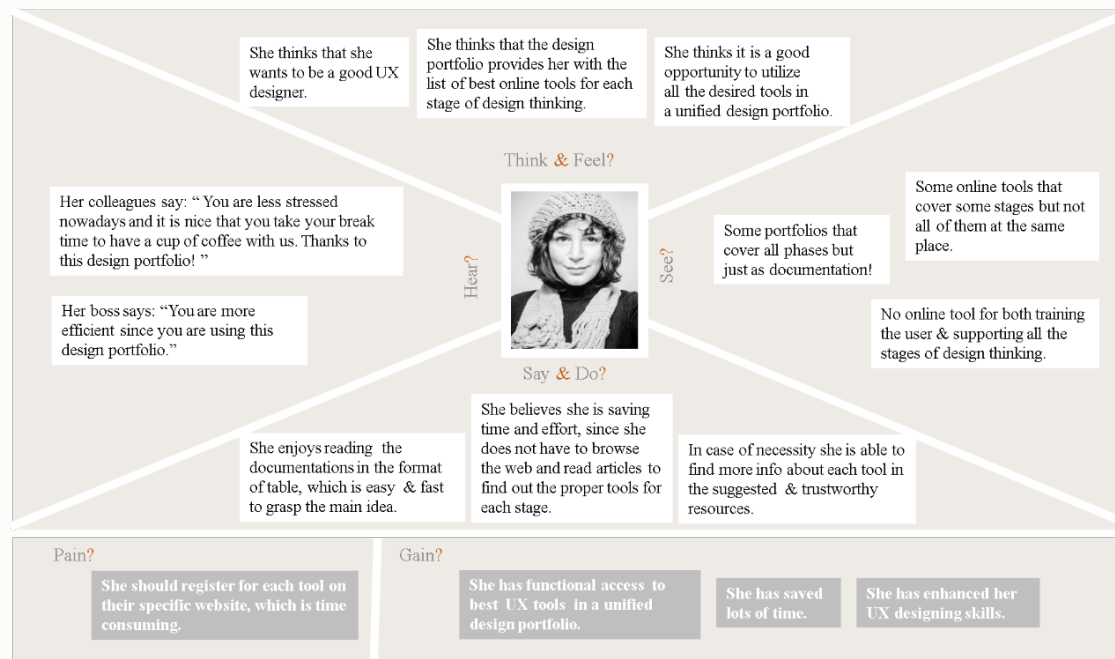 She thinks that she
wants to be a good UX
designer.
She thinks that the design
portfolio provides her with the
list of best online tools for each
stage of design thinking.
She thinks it is a good
opportunity to utilize
all the desired tools in
a unified design portfolio.
Think & Feel?
Her colleagues say: “ You are less stressed
nowadays and it is nice that you take your break
time to have a cup of coffee with us. Thanks to
this design portfolio! ”
Her boss says: “You are more
efficient since you are using this
design portfolio.”
Hear?
See?
Some portfolios that
cover all phases but
just as documentation!
Some online tools that
cover some stages but not
all of them at the same
place.
No online tool for both training
the user & supporting all the
stages of design thinking.
Say & Do?
She enjoys reading the
documentations in the format
of table, which is easy & fast
to grasp the main idea.
She believes she is saving
time and effort, since she
does not have to browse
the web and read articles to
find out the proper tools for
each stage.
In case of necessity she is able to
find more info about each tool in
the suggested & trustworthy
resources.
Pain?
She should register for each tool on
their specific website, which is time
consuming.
Gain?
She has functional access to
best UX tools in a unified
design portfolio.
She has saved
lots of time.
She has enhanced her
UX designing skills.